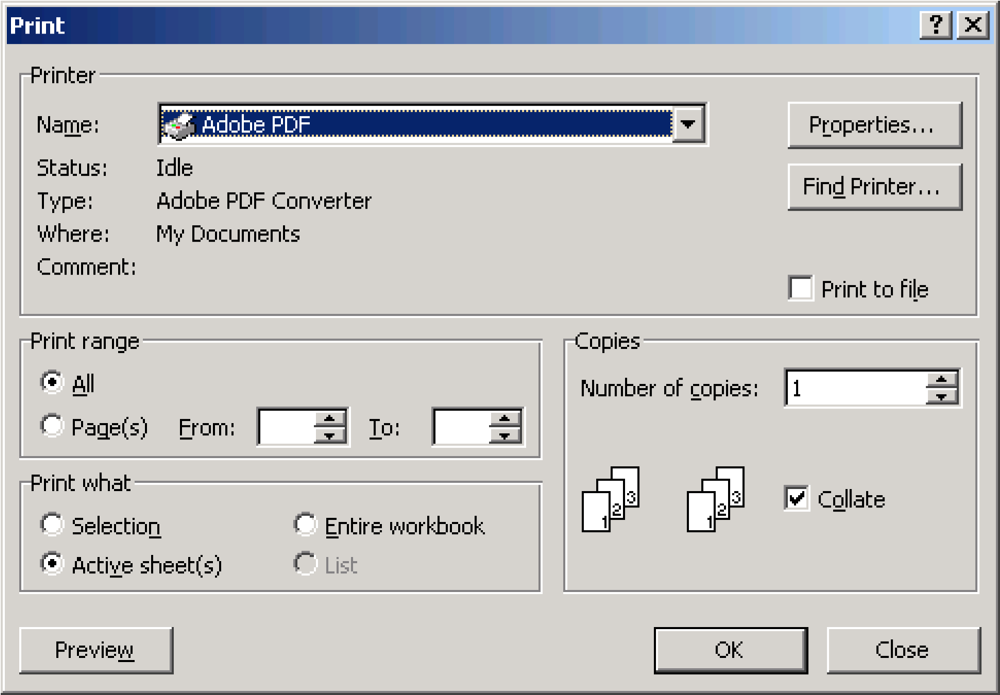 Print
Printer
Name: Adobe PDF Properties...
Status: Idle
Find Printer...
Type: Adobe PDF Converter
Where: My Documents
Comment:
Print to file
Print range
All
Page(s) From: To:
Copies
Number of copies: 1
1 2 3 1 2 3 Collate
Print what
Selection Entire workbook
Active sheet(s) List
Preview OK Close